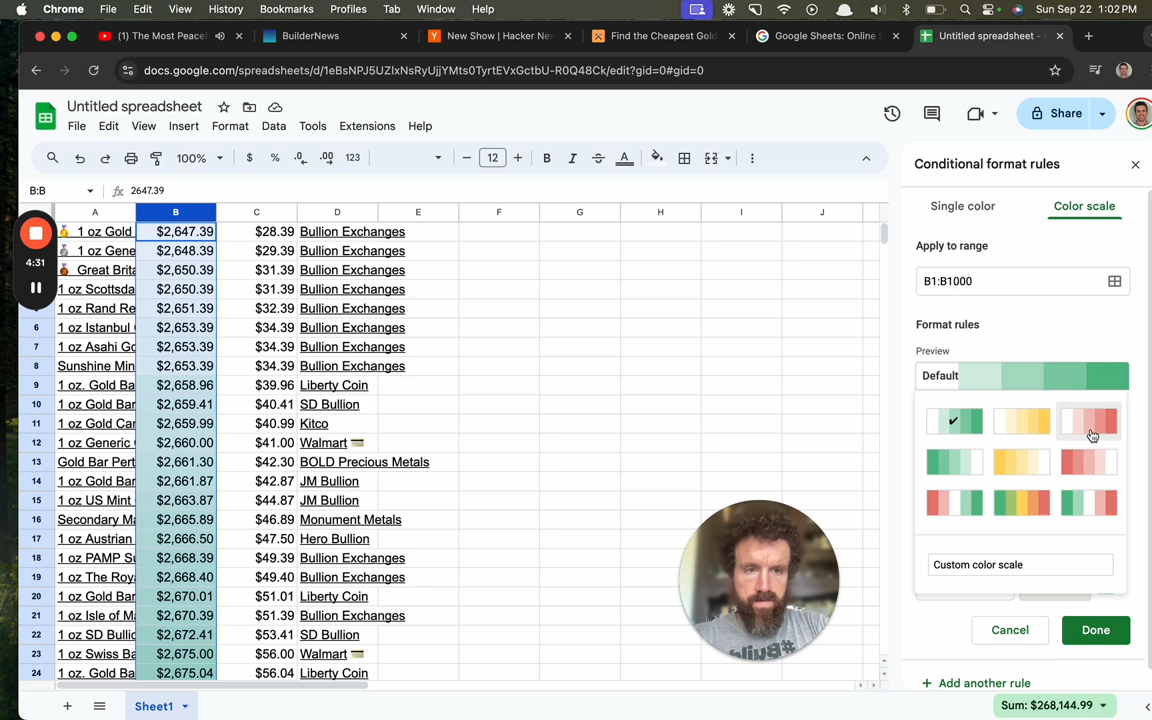 Chrome File Edit View History Bookmarks Profiles Tab Window Help Sun Sep 22 1:02 PM
(1) The Most Peacef BuilderNews New Show | Hacker Ne Find the Cheapest Gold Google Sheets: Online S Untitled spreadsheet -
docs.google.com/spreadsheets/d/1eBsNPJ5UZlxNsRyUjjYMts0TyrtEVxGctbU-R0Q48Ck/edit?gid=0#gid=0
Untitled spreadsheet
File Edit View Insert Format Data Tools Extensions Help
Share
100% $ % .0 .00 123 12 B I S A
B:B fx 2647.39
A B C D E F G H I J
1 oz Gold $2,647.39 $28.39 Bullion Exchanges
1 oz Gene $2,648.39 $29.39 Bullion Exchanges
Great Brita $2,650.39 $31.39 Bullion Exchanges
1 oz Scottsda $2,650.39 $31.39 Bullion Exchanges
1 oz Rand Re $2,651.39 $32.39 Bullion Exchanges
6 1 oz Istanbul $2,653.39 $34.39 Bullion Exchanges
7 1 oz Asahi Go $2,653.39 $34.39 Bullion Exchanges
8 Sunshine Min $2,653.39 $34.39 Bullion Exchanges
9 1 oz. Gold Ba $2,658.96 $39.96 Liberty Coin
10 1 oz Gold Bar $2,659.41 $40.41 SD Bullion
11 1 oz Gold Car $2,659.99 $40.99 Kitco
12 1 oz Generic $2,660.00 $41.00 Walmart
13 Gold Bar Pert $2,661.30 $42.30 BOLD Precious Metals
14 1 oz Gold Bar $2,661.87 $42.87 JM Bullion
15 1 oz US Mint $2,663.87 $44.87 JM Bullion
16 Secondary Ma $2,665.89 $46.89 Monument Metals
17 1 oz Austrian $2,666.50 $47.50 Hero Bullion
18 1 oz PAMP Su $2,668.39 $49.39 Bullion Exchanges
19 1 oz The Roya $2,668.40 $49.40 Bullion Exchanges
20 1 oz Gold Bar $2,670.01 $51.01 Liberty Coin
21 1 oz Isle of Ma $2,670.39 $51.39 Bullion Exchanges
22 1 oz SD Bullic $2,672.41 $53.41 SD Bullion
23 1 oz Swiss Ba $2,675.00 $56.00 Walmart
24 1 oz. Gold Ba $2,675.04 $56.04 Liberty Coin
4:31
Sheet1
Conditional format rules
Single color Color scale
Apply to range
B1:B1000
Format rules
Preview
Default
Custom color scale
Cancel Done
+ Add another rule
Sum: $268,144.99